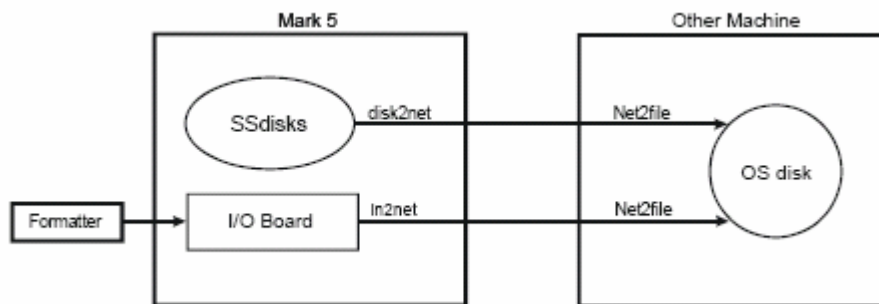 Mark 5
Other Machine
SSdisks
disk2net
Net2file
OS disk
Formatter
I/O Board
In2net
Net2file